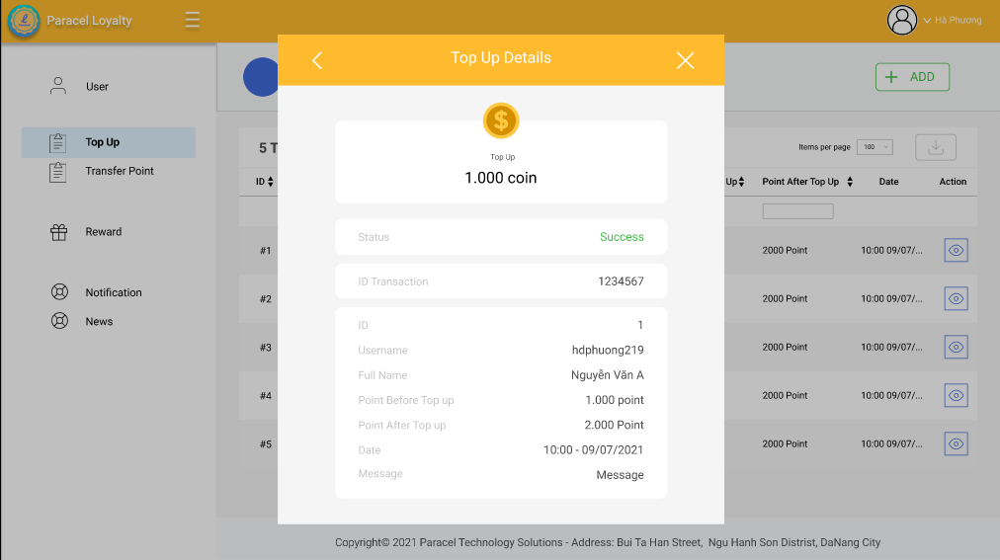 Paracel Loyalty
Hà Phương
Top Up Details
User
ADD
Top Up
Transfer Point
Reward
Notification
News
5 T
Items per page
100
ID
Up
Point After Top Up
Date
Action
#1
2000 Point
10:00 09/07/...
#2
2000 Point
10:00 09/07/...
#3
2000 Point
10:00 09/07/...
#4
2000 Point
10:00 09/07/...
#5
2000 Point
10:00 09/07/...
$
Top Up
1.000 coin
Status Success
ID Transaction 1234567
ID 1
Username hdphuong219
Full Name Nguyễn Văn A
Point Before Top up 1.000 point
Point After Top up 2.000 Point
Date 10:00 - 09/07/2021
Message Message
Copyright© 2021 Paracel Technology Solutions - Address: Bui Ta Han Street, Ngu Hanh Son Distrist, DaNang City